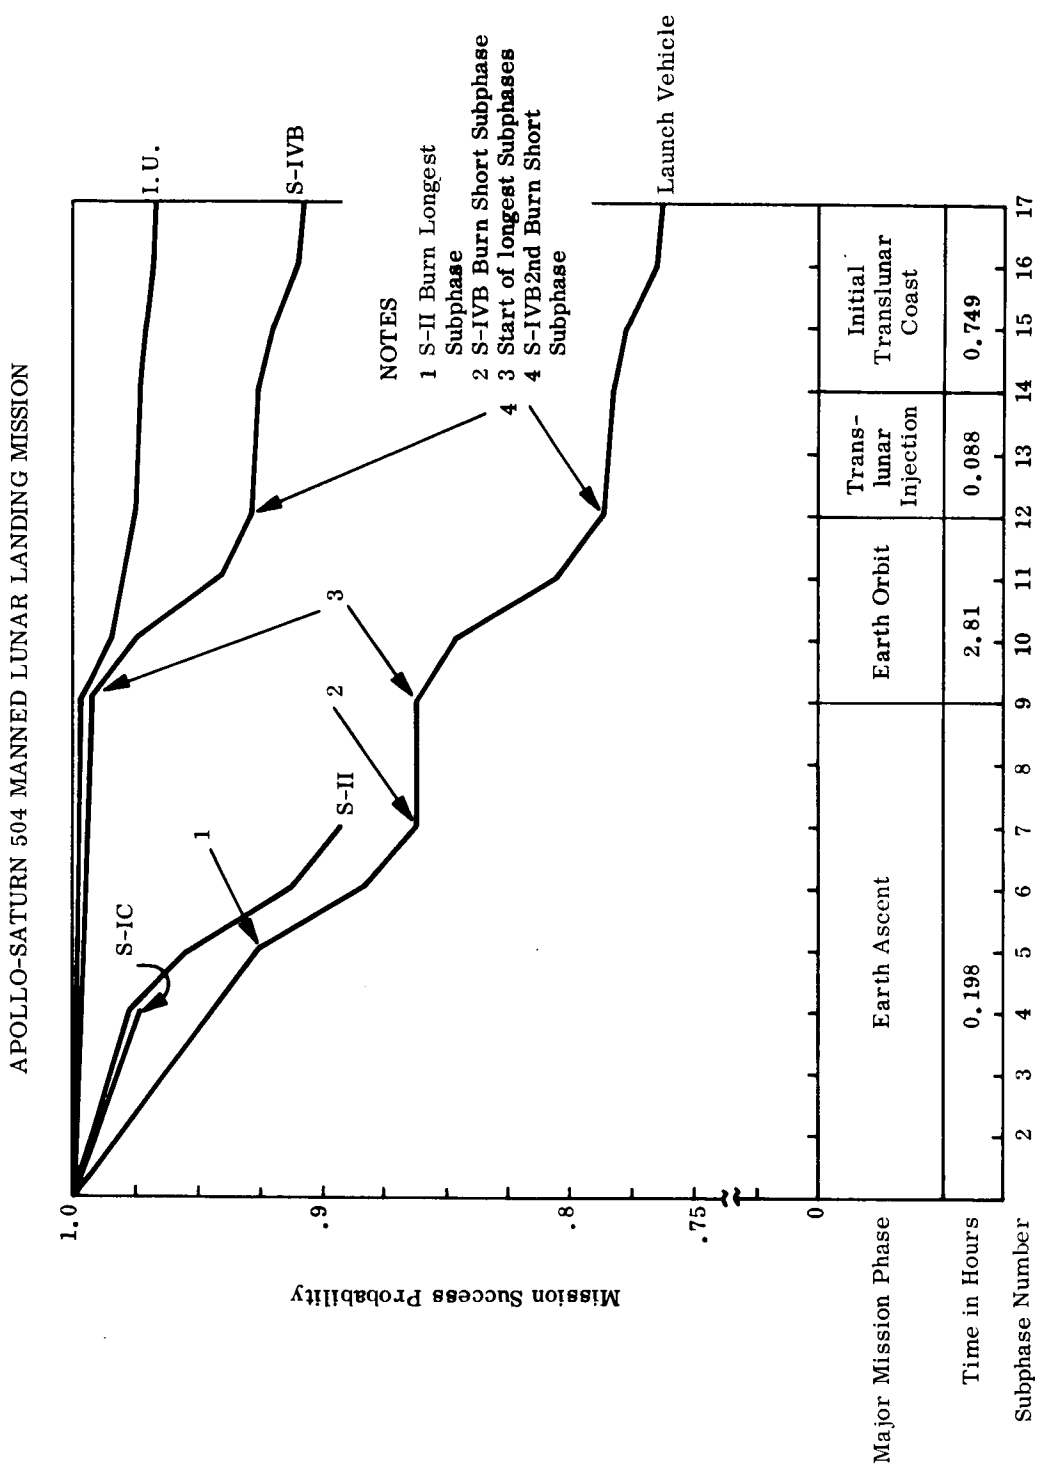 APOLLO-SATURN 504 MANNED LUNAR LANDING MISSION
Mission Success Probability
1.0
.9
.8
.75
0
S-IC
S-II
I.U.
S-IVB
Launch Vehicle
1
2
3
4
NOTES
1 S-II Burn Longest
Subphase
2 S-IVB Burn Short Subphase
3 Start of longest Subphases
4 S-IVB2nd Burn Short
Subphase
Major Mission Phase
Earth Ascent
Earth Orbit
Trans-
lunar
Injection
Initial
Translunar
Coast
Time in Hours
0.198
2.81
0.088
0.749
Subphase Number
2 3 4 5 6 7 8 9 10 11 12 13 14 15 16 17